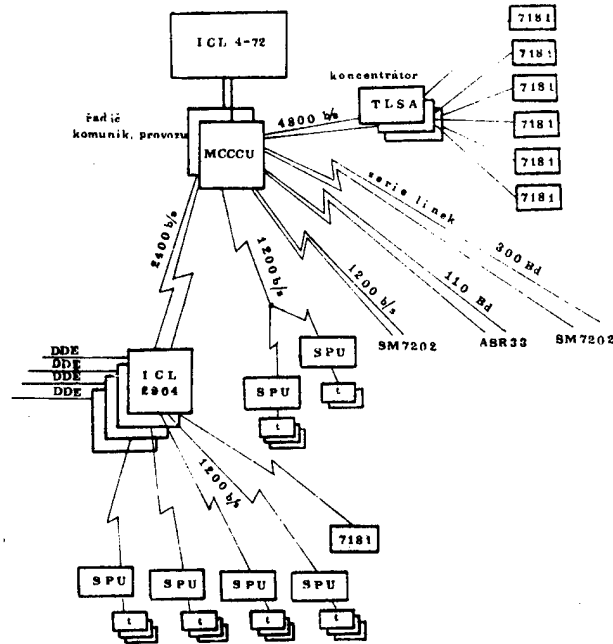 7181
ICL 4-72
7181
koncentrátor
7181
TLSA
řadič
komunik. provozu
4800 b/s
7181
MCCCU
7181
serie linek
7181
2400 b/s
1200 b/s
300 Bd
110 Bd
1200 b/s
SM7202
ASR33
SM7202
DDE
DDE
DDE
DDE
ICL
2904
SPU
SPU
t
t
1200 b/s
7181
SPU
SPU
SPU
SPU
t
t
t
t